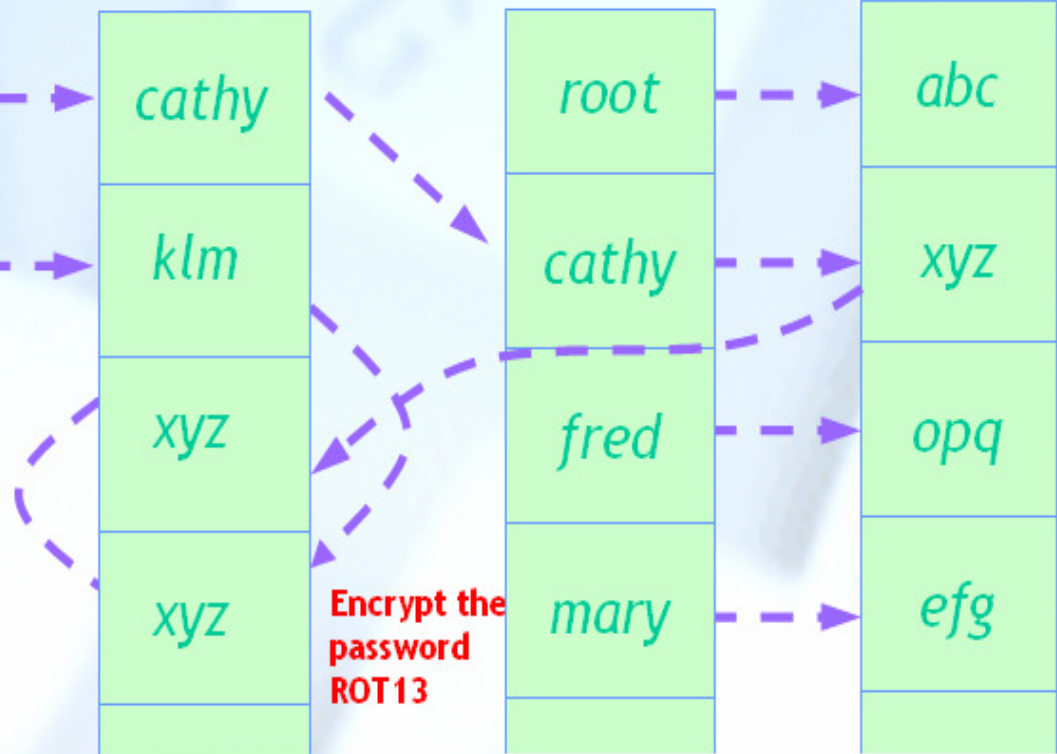 cathy
klm
xyz
xyz
Encrypt the
password
ROT13
root
cathy
fred
mary
abc
xyz
opq
efg